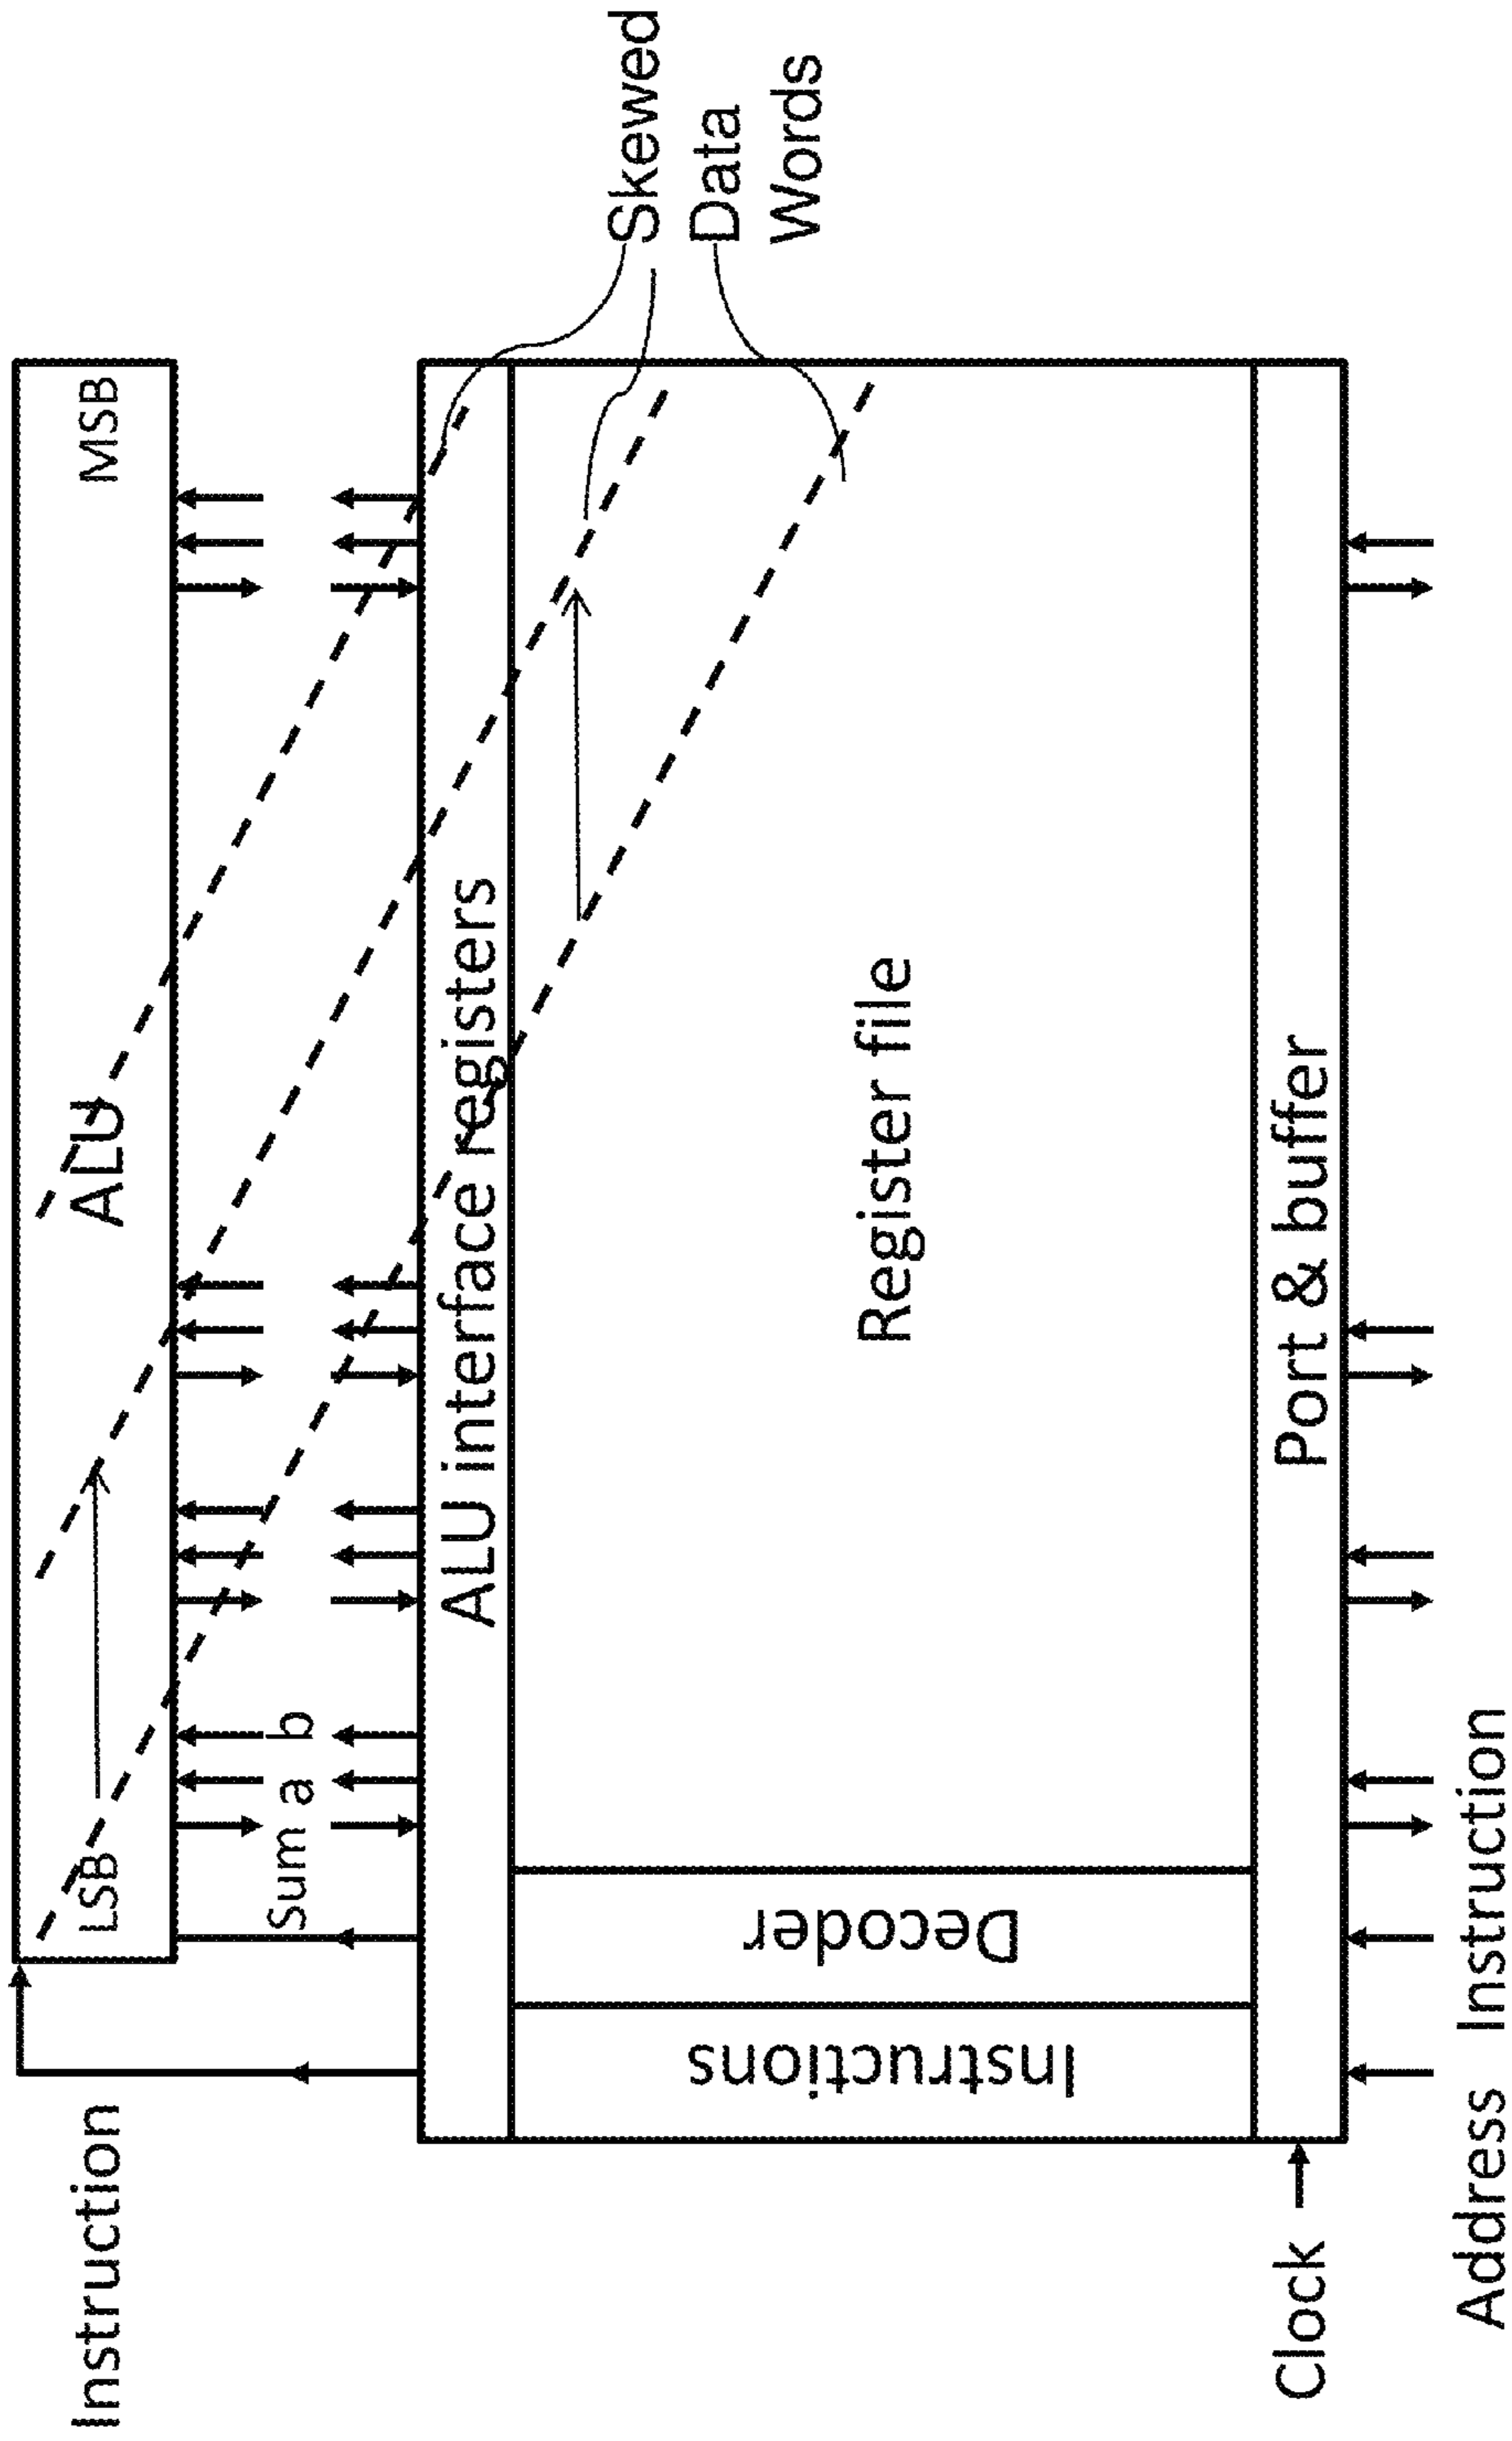 Instruction
LSB
ALU
MSB
Sum a b
ALU interface registers
Skewed
Data
Words
Instructions
Decoder
Register file
Clock
Port & buffer
Address Instruction